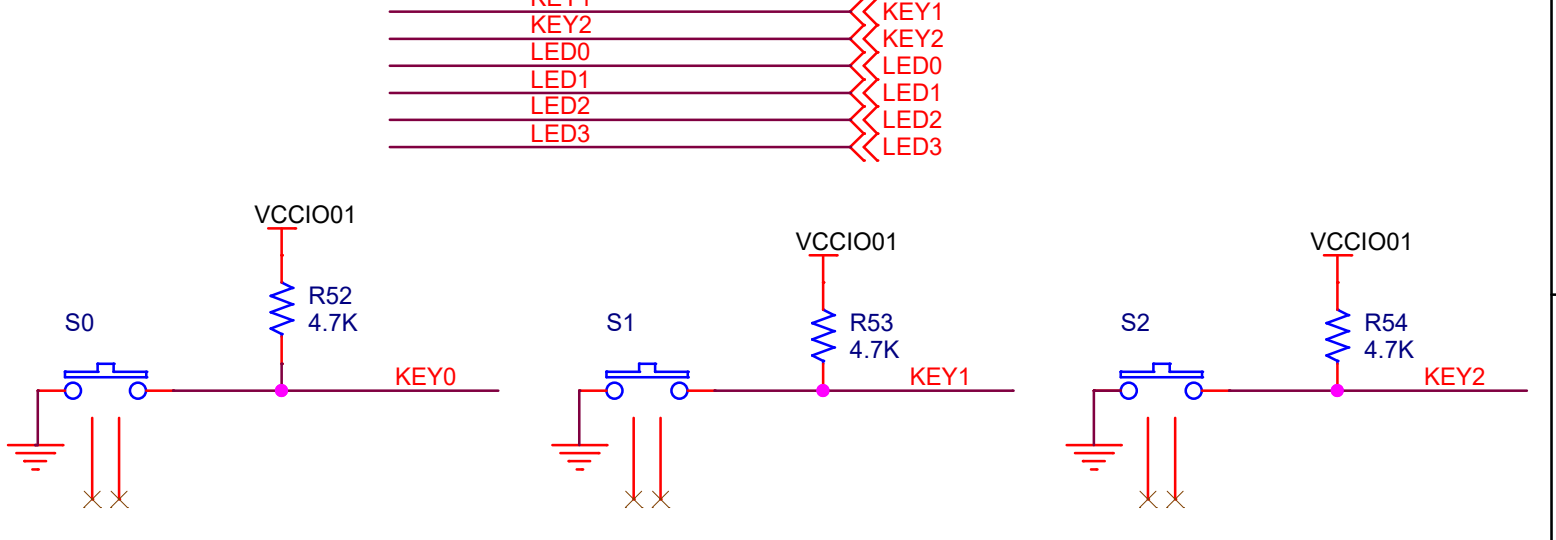 KEY1
KEY1
KEY2
KEY2
LED0
LED0
LED1
LED1
LED2
LED2
LED3
LED3
VCCIO01
VCCIO01
VCCIO01
S0
R52
4.7K
S1
R53
4.7K
S2
R54
4.7K
KEY0
KEY1
KEY2